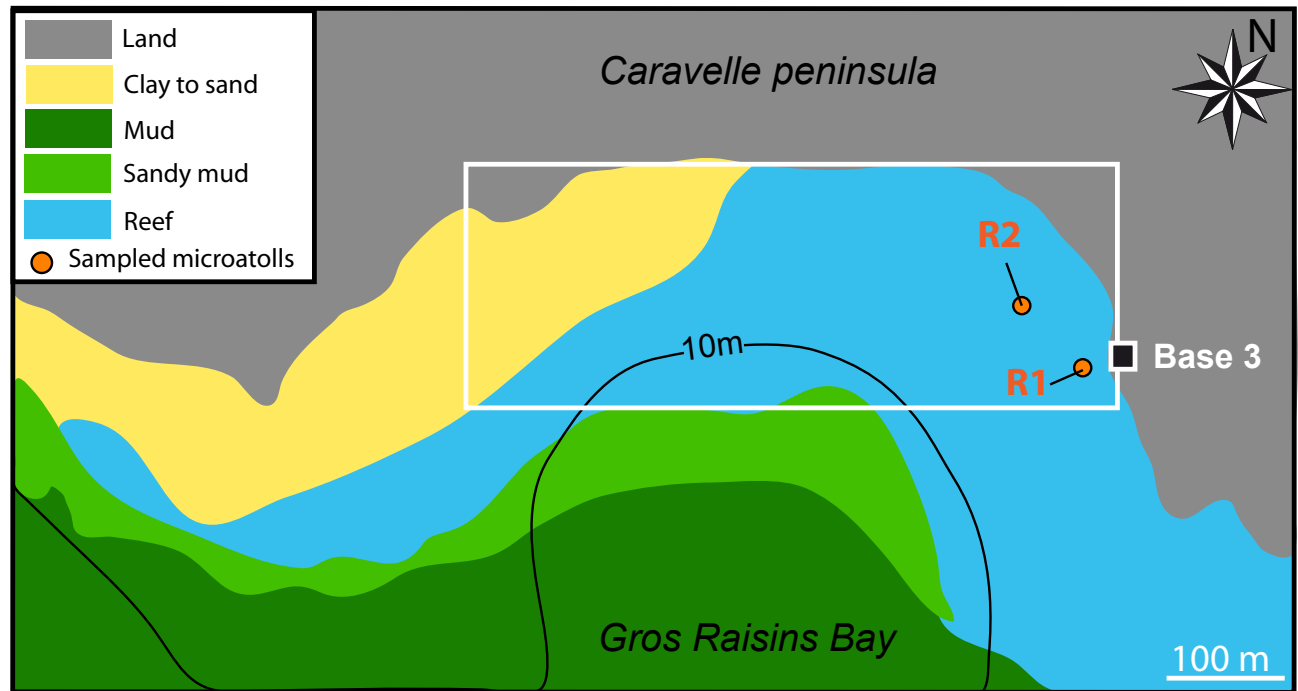 Land
Clay to sand
Mud
Sandy mud
Reef
Sampled microatolls
Caravelle peninsula
N
R2
10m
Base 3
R1
Gros Raisins Bay
100 m